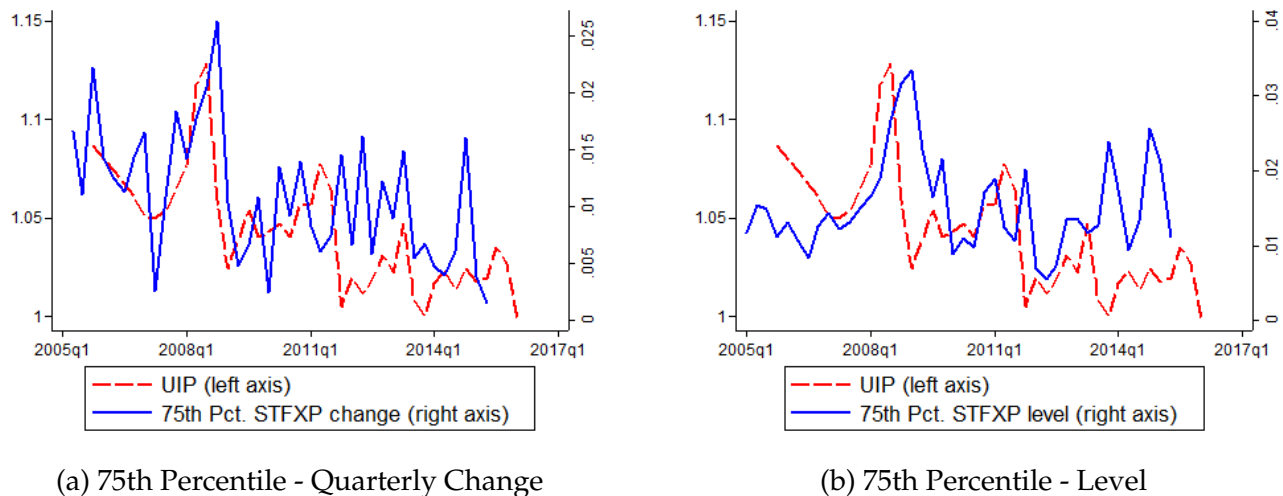 1.15
1.1
1.05
1
.025
.02
.015
.01
.005
0
2005q1 2008q1 2011q1 2014q1 2017q1
UIP (left axis)
75th Pct. STFXP change (right axis)
(a) 75th Percentile - Quarterly Change
1.15
1.1
1.05
1
.04
.03
.02
.01
0
2005q1 2008q1 2011q1 2014q1 2017q1
UIP (left axis)
75th Pct. STFXP level (right axis)
(b) 75th Percentile - Level